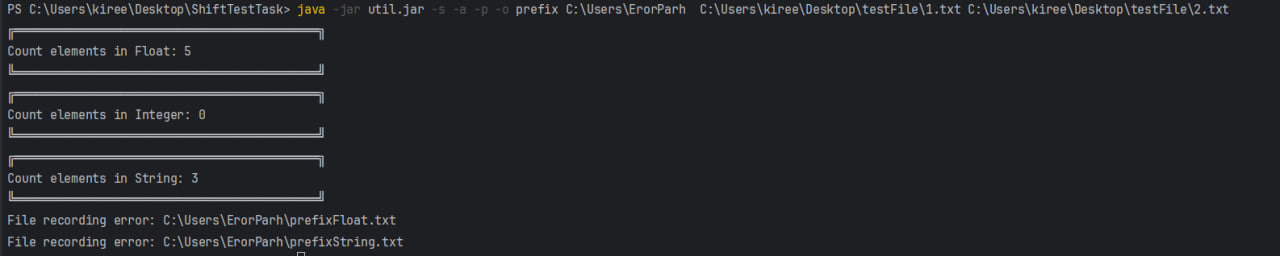 PS C:\Users\kiree\Desktop\ShiftTestTask> java -jar util.jar -s -a -p -o prefix C:\Users\ErorParh  C:\Users\kiree\Desktop\testFile\1.txt C:\Users\kiree\Desktop\testFile\2.txt
Count elements in Float: 5
Count elements in Integer: 0
Count elements in String: 3
File recording error: C:\Users\ErorParh\prefixFloat.txt
File recording error: C:\Users\ErorParh\prefixString.txt